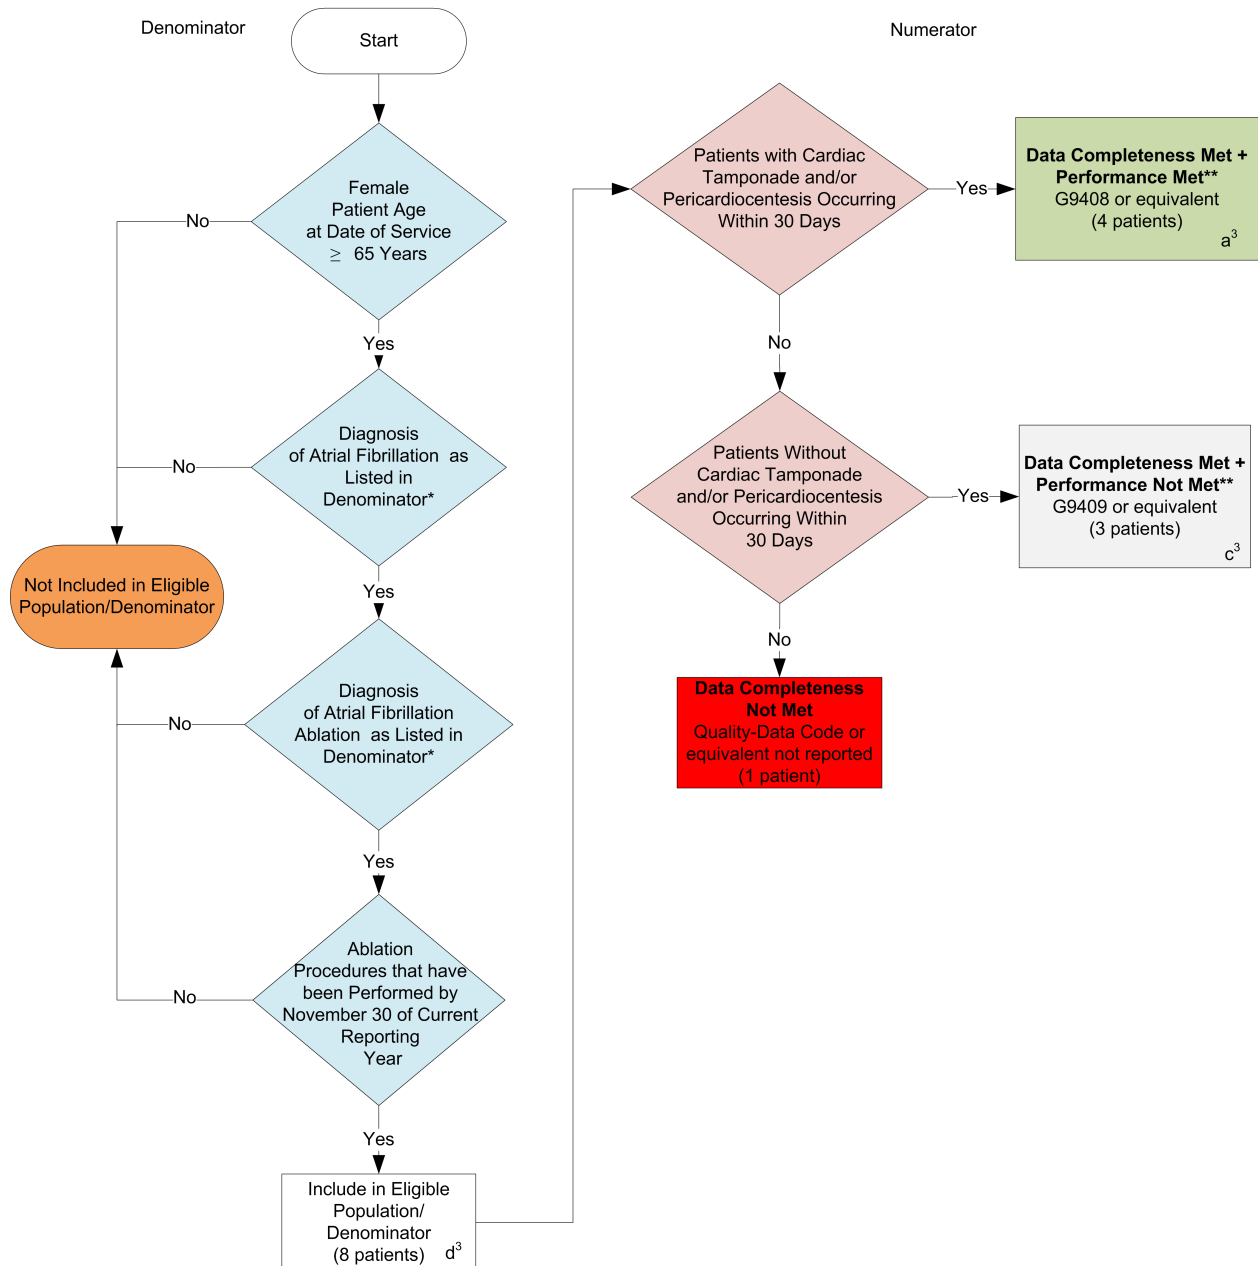 Denominator
Start
Female
Patient Age
at Date of Service
≥ 65 Years
No
Yes
Diagnosis
of Atrial Fibrillation as
Listed in
Denominator*
No
Not Included in Eligible
Population/Denominator
Yes
Diagnosis
of Atrial Fibrillation
Ablation as Listed in
Denominator*
No
Yes
Ablation
Procedures that have
been Performed by
November 30 of Current
Reporting
Year
No
Yes
Include in Eligible
Population/
Denominator
(8 patients) d³
Numerator
Patients with Cardiac
Tamponade and/or
Pericardiocentesis Occurring
Within 30 Days
Yes
Data Completeness Met +
Performance Met**
G9408 or equivalent
(4 patients)
a³
No
Patients Without
Cardiac Tamponade
and/or Pericardiocentesis
Occurring Within
30 Days
Yes
Data Completeness Met +
Performance Not Met**
G9409 or equivalent
(3 patients)
c³
No
Data Completeness
Not Met
Quality-Data Code or
equivalent not reported
(1 patient)